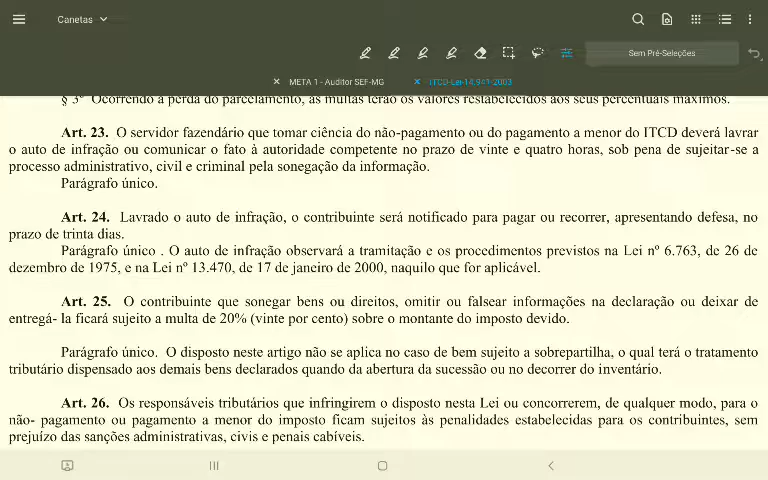 Canetas
Sem Pré-Seleções
META 1 - Auditor SEF-MG
ITCD-Lei-14.941-2003
§ 3º Ocorrendo a perda do parcelamento, as multas terão os valores restabelecidos aos seus percentuais máximos.
Art. 23. O servidor fazendário que tomar ciência do não-pagamento ou do pagamento a menor do ITCD deverá lavrar
o auto de infração ou comunicar o fato à autoridade competente no prazo de vinte e quatro horas, sob pena de sujeitar-se a
processo administrativo, civil e criminal pela sonegação da informação.
Parágrafo único.
Art. 24. Lavrado o auto de infração, o contribuinte será notificado para pagar ou recorrer, apresentando defesa, no
prazo de trinta dias.
Parágrafo único . O auto de infração observará a tramitação e os procedimentos previstos na Lei nº 6.763, de 26 de
dezembro de 1975, e na Lei nº 13.470, de 17 de janeiro de 2000, naquilo que for aplicável.
Art. 25. O contribuinte que sonegar bens ou direitos, omitir ou falsear informações na declaração ou deixar de
entregá- la ficará sujeito a multa de 20% (vinte por cento) sobre o montante do imposto devido.
Parágrafo único. O disposto neste artigo não se aplica no caso de bem sujeito a sobrepartilha, o qual terá o tratamento
tributário dispensado aos demais bens declarados quando da abertura da sucessão ou no decorrer do inventário.
Art. 26. Os responsáveis tributários que infringirem o disposto nesta Lei ou concorrerem, de qualquer modo, para o
não- pagamento ou pagamento a menor do imposto ficam sujeitos às penalidades estabelecidas para os contribuintes, sem
prejuízo das sanções administrativas, civis e penais cabíveis.